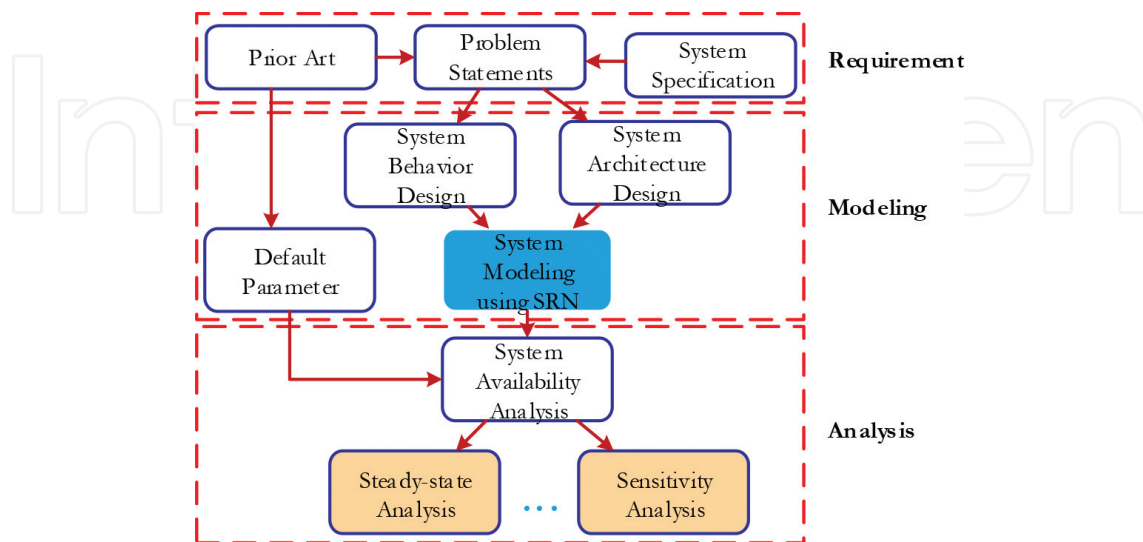 Prior Art
Problem
Statements
System
Specification
Requirement
System
Behavior
Design
System
Architecture
Design
Modeling
Default
Parameter
System
Modeling
using SRN
System
Availability
Analysis
Analysis
Steady-state
Analysis
...
Sensitivity
Analysis